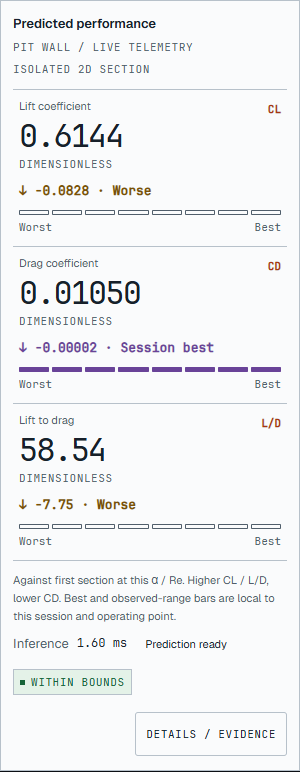 Predicted performance
PIT WALL / LIVE TELEMETRY
ISOLATED 2D SECTION
Lift coefficient CL
0.6144
DIMENSIONLESS
↓ -0.0828 · Worse
Worst Best
Drag coefficient CD
0.01050
DIMENSIONLESS
↓ -0.00002 · Session best
Worst Best
Lift to drag L/D
58.54
DIMENSIONLESS
↓ -7.75 · Worse
Worst Best
Against first section at this α / Re. Higher CL / L/D,
lower CD. Best and observed-range bars are local to
this session and operating point.
Inference 1.60 ms Prediction ready
WITHIN BOUNDS
DETAILS / EVIDENCE